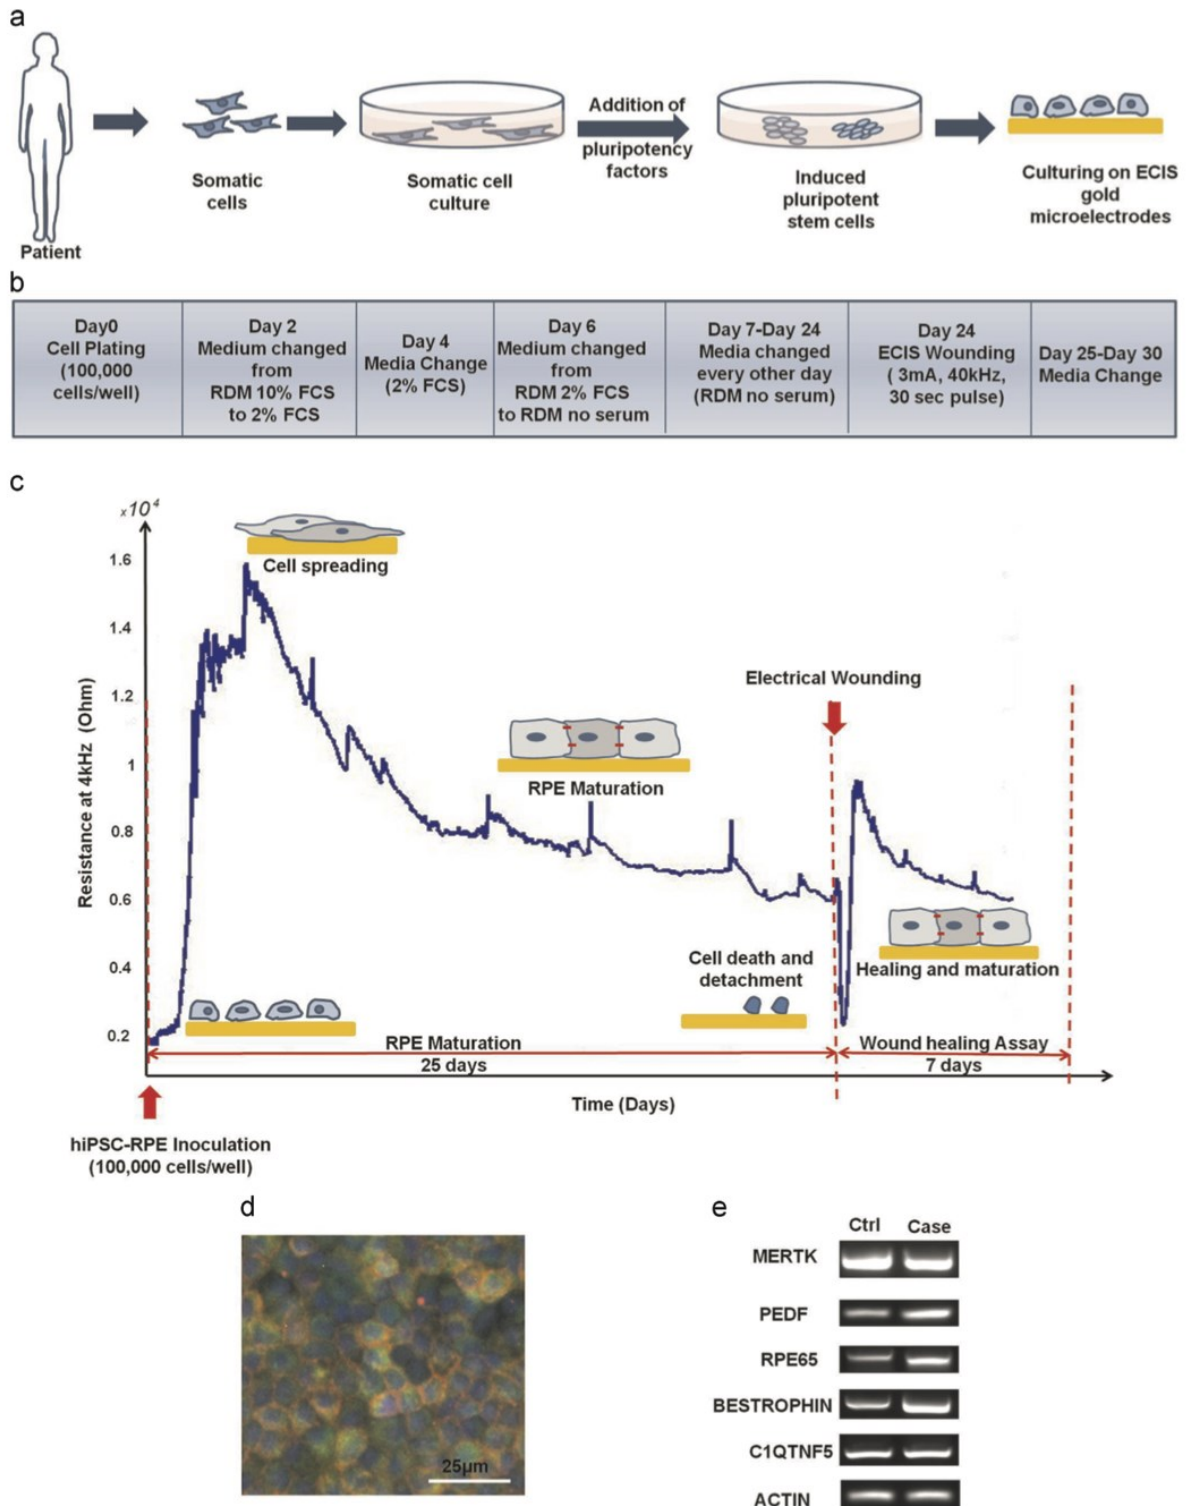 a
Patient
Somatic
cells
Somatic cell
culture
Addition of
pluripotency
factors
Induced
pluripotent
stem cells
Culturing on ECIS
gold
microelectrodes
b
Day0
Cell Plating
(100,000
cells/well)
Day 2
Medium changed
from
RDM 10% FCS
to 2% FCS
Day 4
Media Change
(2% FCS)
Day 6
Medium changed
from
RDM 2% FCS
to RDM no serum
Day 7-Day 24
Media changed
every other day
(RDM no serum)
Day 24
ECIS Wounding
( 3mA, 40kHz,
30 sec pulse)
Day 25-Day 30
Media Change
c
x10⁴
1.6
1.4
1.2
1
0.8
0.6
0.4
0.2
Resistance at 4kHz (Ohm)
Cell spreading
RPE Maturation
Electrical Wounding
Cell death and
detachment
Healing and maturation
RPE Maturation
25 days
Wound healing Assay
7 days
Time (Days)
hiPSC-RPE Inoculation
(100,000 cells/well)
d
25µm
e
Ctrl Case
MERTK
PEDF
RPE65
BESTROPHIN
C1QTNF5
ACTIN